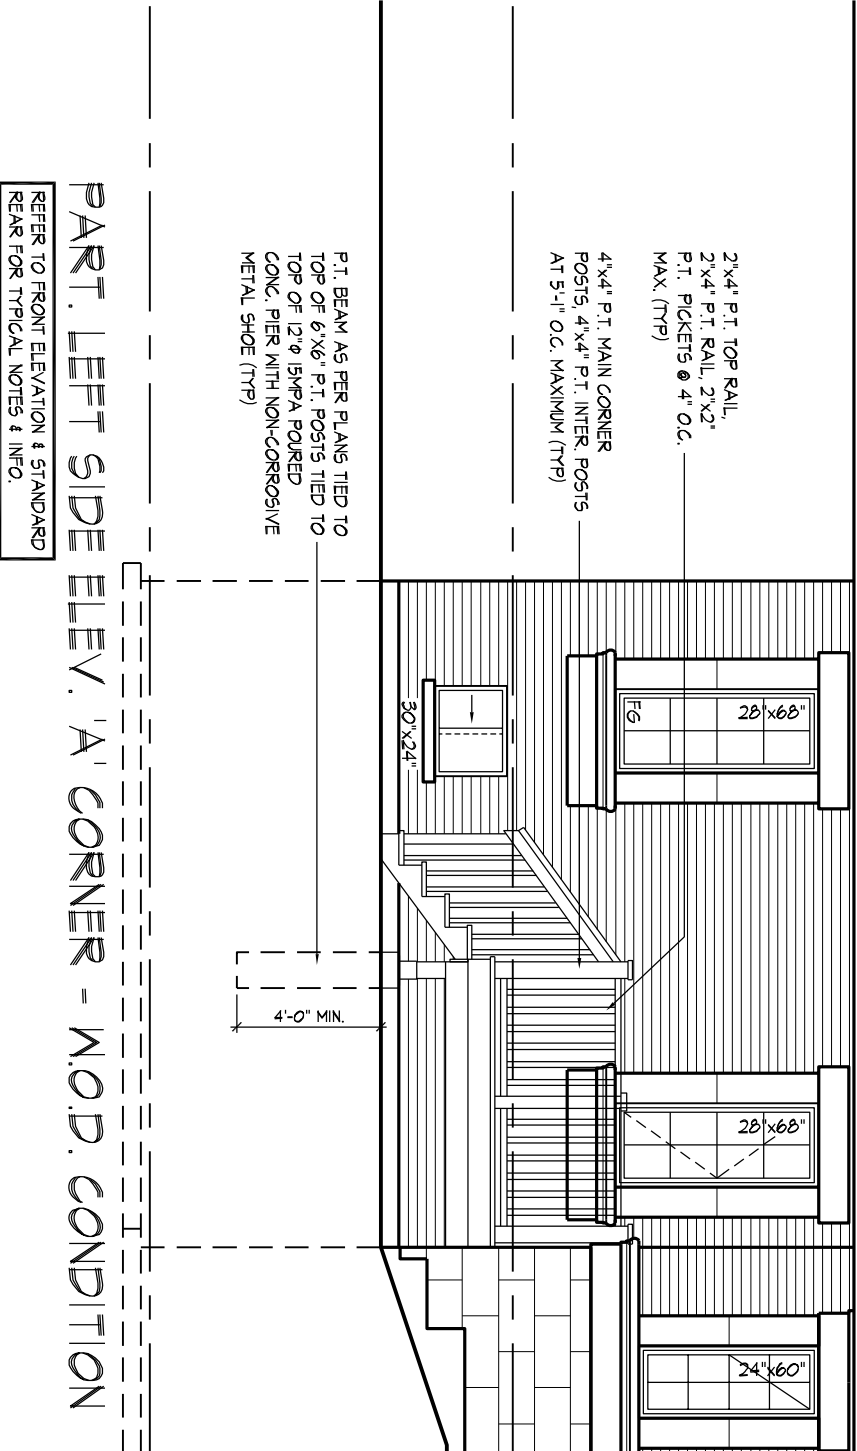 2"x4" P.T. TOP RAIL,
2"x4" P.T. RAIL, 2"x2"
P.T. PICKETS @ 4" O.C.
MAX. (TYP)
4"x4" P.T. MAIN CORNER
POSTS, 4"x4" P.T. INTER. POSTS
AT 5'-1" O.C. MAXIMUM (TYP)
P.T. BEAM AS PER PLANS TIED TO
TOP OF 6"X6" P.T. POSTS TIED TO
TOP OF 12"φ 15MPA POURED
CONC. PIER WITH NON-CORROSIVE
METAL SHOE (TYP)
28"x68"
FG
30"x24"
28"x68"
24"x60"
4'-0" MIN.
PART. LEFT SIDE ELEV. 'A' CORNER - W.O.D. CONDITION
REFER TO FRONT ELEVATION & STANDARD
REAR FOR TYPICAL NOTES & INFO.